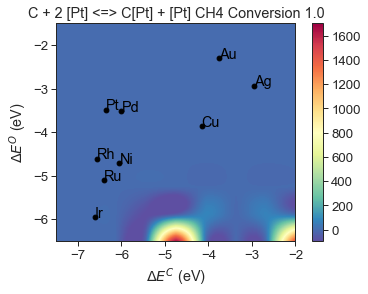 C + 2 [Pt] <=> C[Pt] + [Pt] CH4 Conversion 1.0
−2
−3
−4
−5
−6
ΔE^O (eV)
Au
Ag
Pt
Pd
Cu
Rh
Ni
Ru
Ir
−7
−6
−5
−4
−3
−2
ΔE^C (eV)
1600
1400
1200
1000
800
600
400
200
0